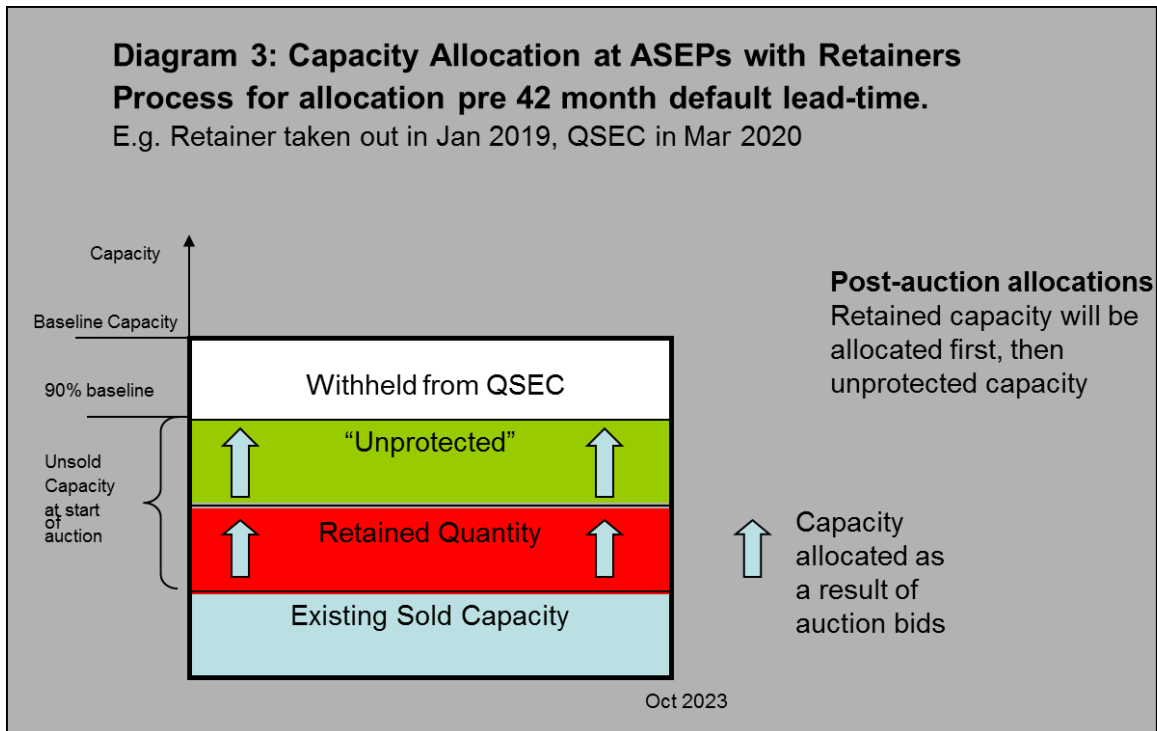 Diagram 3: Capacity Allocation at ASEPs with Retainers
Process for allocation pre 42 month default lead-time.
E.g. Retainer taken out in Jan 2019, QSEC in Mar 2020
Capacity
Baseline Capacity
90% baseline
Unsold
Capacity
at start
of
auction
Withheld from QSEC
“Unprotected”
Retained Quantity
Existing Sold Capacity
Oct 2023
Post-auction allocations
Retained capacity will be
allocated first, then
unprotected capacity
Capacity
allocated as
a result of
auction bids